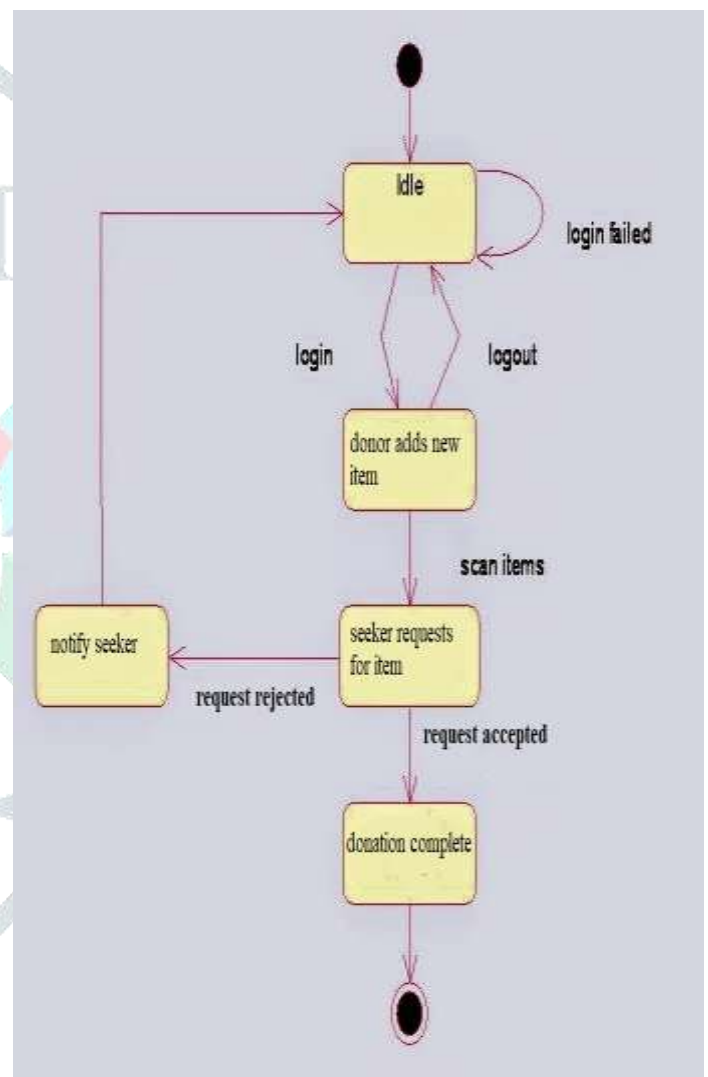 Idle
login failed
login
logout
donor adds new
item
scan items
notify seeker
seeker requests
for item
request rejected
request accepted
donation complete